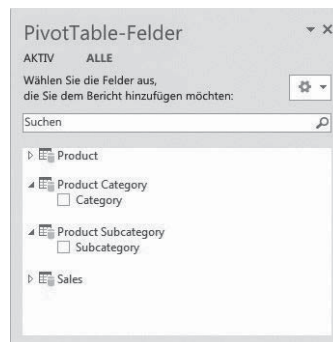 PivotTable-Felder
AKTIV ALLE
Wählen Sie die Felder aus,
die Sie dem Bericht hinzufügen möchten:
Suchen
Product
Product Category
Category
Product Subcategory
Subcategory
Sales